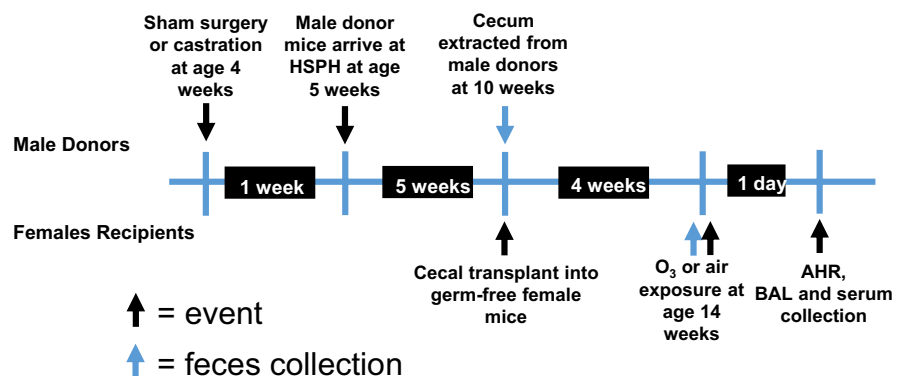 Sham surgery
or castration
at age 4
weeks
Male donor
mice arrive at
HSPH at age
5 weeks
Cecum
extracted from
male donors
at 10 weeks
Male Donors
1 week
5 weeks
4 weeks
1 day
Females Recipients
Cecal transplant into
germ-free female
mice
O₃ or air
exposure at
age 14
weeks
AHR,
BAL and serum
collection
= event
= feces collection